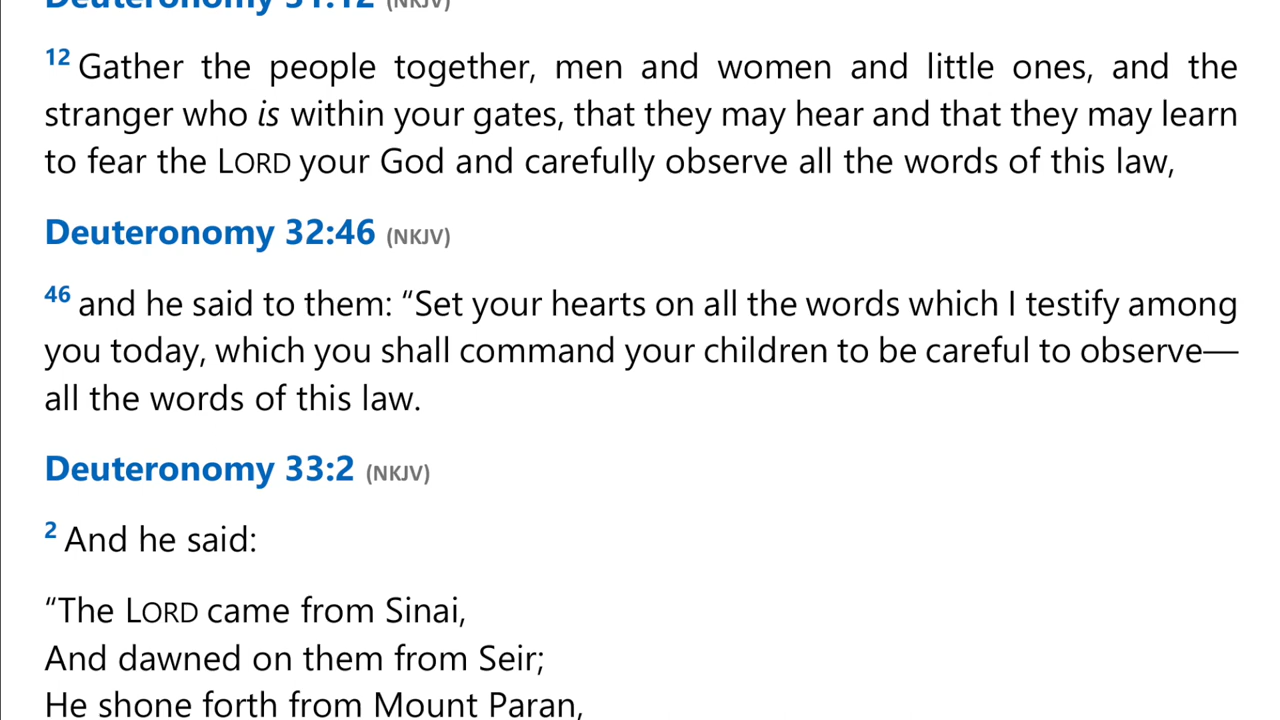 Deuteronomy 31:12 (NKJV)
12 Gather the people together, men and women and little ones, and the
stranger who is within your gates, that they may hear and that they may learn
to fear the LORD your God and carefully observe all the words of this law,
Deuteronomy 32:46 (NKJV)
46 and he said to them: “Set your hearts on all the words which I testify among
you today, which you shall command your children to be careful to observe—
all the words of this law.
Deuteronomy 33:2 (NKJV)
2 And he said:
“The LORD came from Sinai,
And dawned on them from Seir;
He shone forth from Mount Paran,